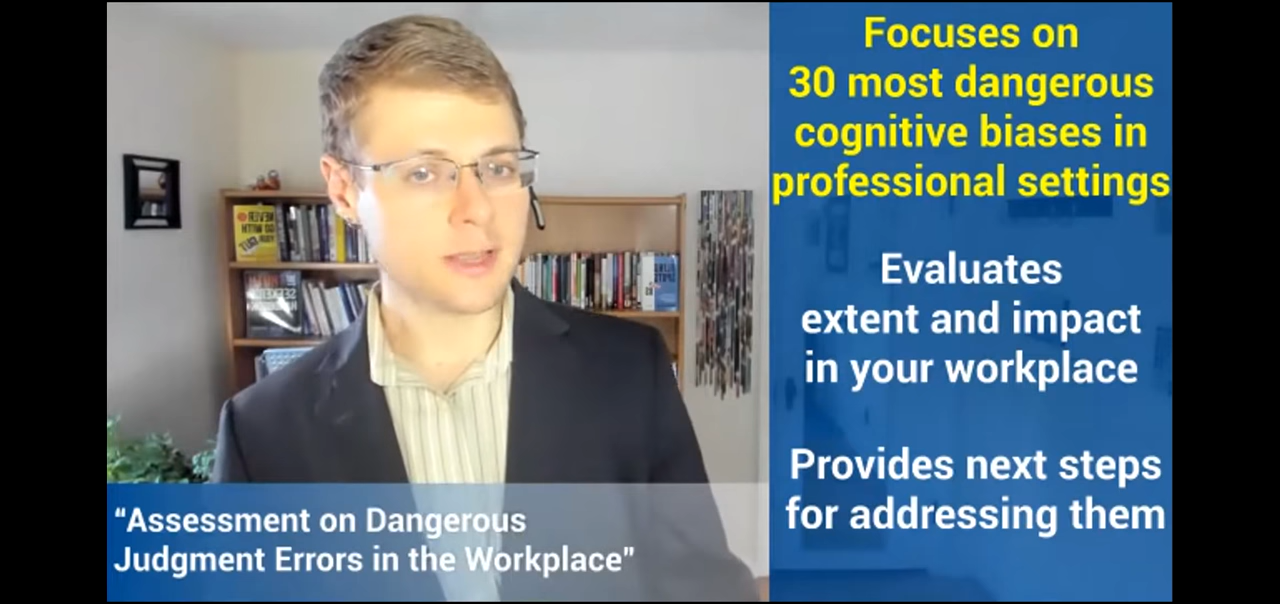 Focuses on
30 most dangerous
cognitive biases in
professional settings
Evaluates
extent and impact
in your workplace
Provides next steps
for addressing them
“Assessment on Dangerous
Judgment Errors in the Workplace”